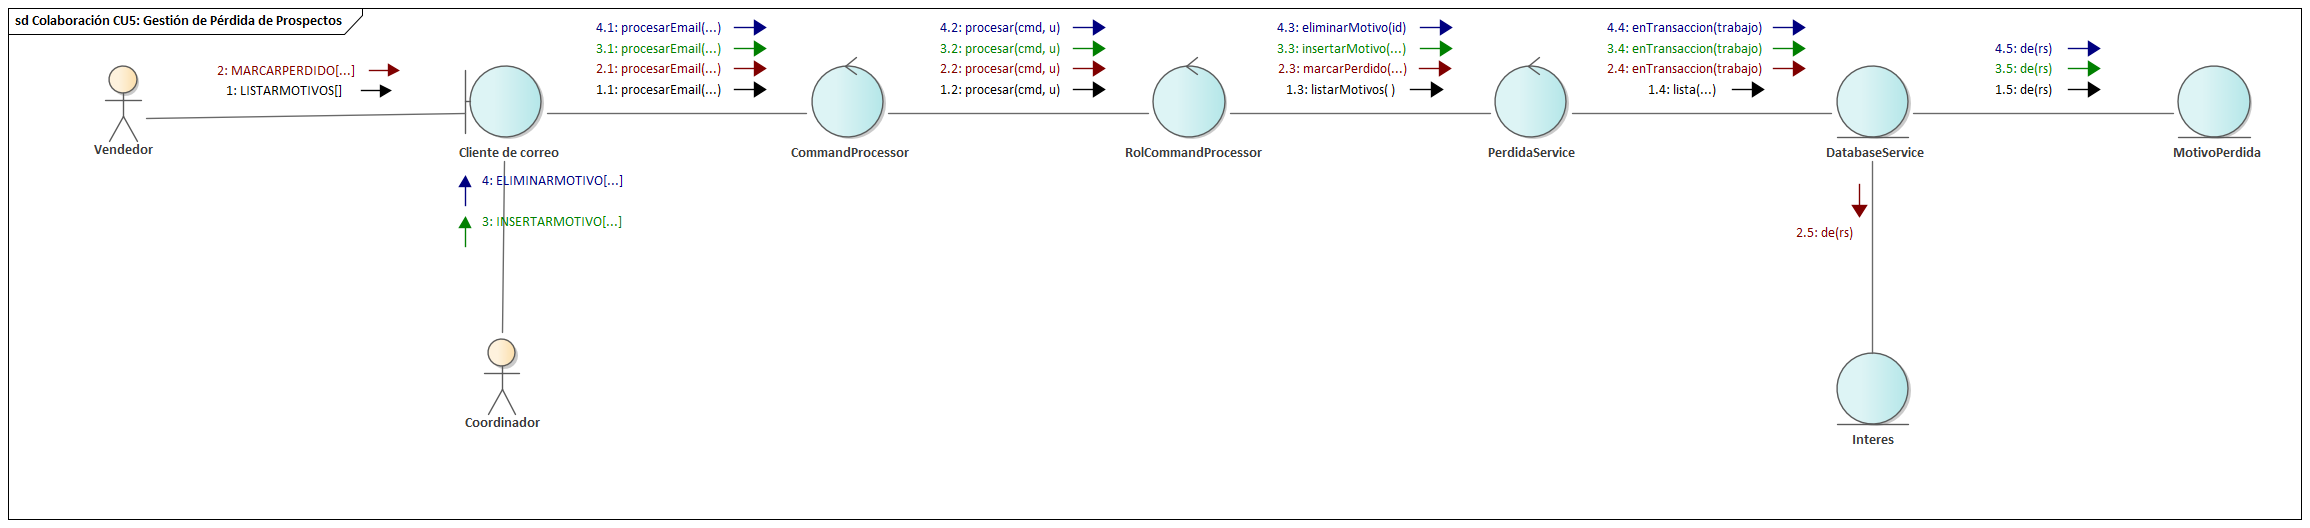 sd Colaboración CU5: Gestión de Pérdida de Prospectos
4.1: procesarEmail(...)
4.2: procesar(cmd, u)
4.3: eliminarMotivo(id)
4.4: enTransaccion(trabajo)
3.1: procesarEmail(...)
3.2: procesar(cmd, u)
3.3: insertarMotivo(...)
3.4: enTransaccion(trabajo)
4.5: de(rs)
2: MARCARPERDIDO[...]
2.1: procesarEmail(...)
2.2: procesar(cmd, u)
2.3: marcarPerdido(...)
2.4: enTransaccion(trabajo)
3.5: de(rs)
1: LISTARMOTIVOS[]
1.1: procesarEmail(...)
1.2: procesar(cmd, u)
1.3: listarMotivos( )
1.4: lista(...)
1.5: de(rs)
Vendedor
Cliente de correo
CommandProcessor
RolCommandProcessor
PerdidaService
DatabaseService
MotivoPerdida
4: ELIMINARMOTIVO[...]
3: INSERTARMOTIVO[...]
2.5: de(rs)
Coordinador
Interes